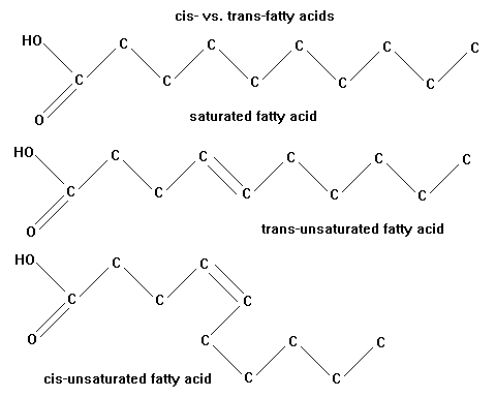 cis- vs. trans-fatty acids
HO C C C C C
C C C C C
O
saturated fatty acid
HO C C C C C
C C C C C
O
trans-unsaturated fatty acid
HO C C
C C C
O C C C
C C
cis-unsaturated fatty acid